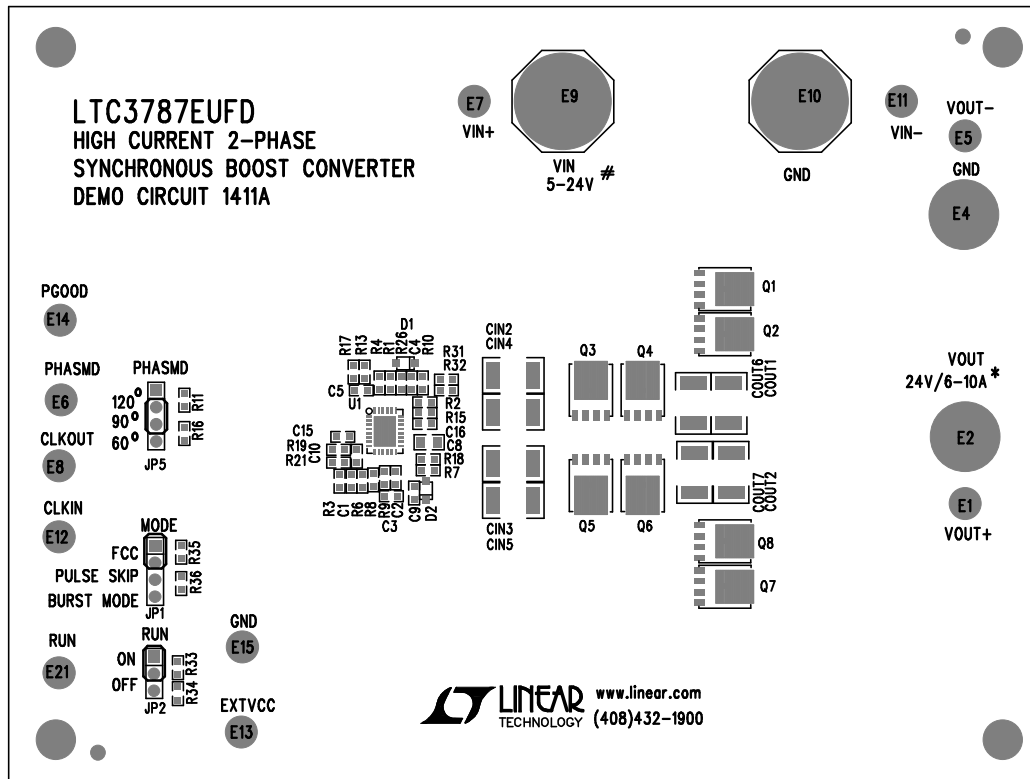 LTC3787EUFD
HIGH CURRENT 2-PHASE
SYNCHRONOUS BOOST CONVERTER
DEMO CIRCUIT 1411A
E7
VIN+
E9
VIN
5-24V #
E10
GND
E11
VIN-
VOUT-
E5
GND
E4
PGOOD
E14
PHASMD
E6
CLKOUT
E8
CLKIN
E12
PHASMD
120°
90°
60°
JP5
R11
R16
MODE
FCC
PULSE SKIP
BURST MODE
JP1
R35
R36
RUN
E21
RUN
ON
OFF
JP2
R33
R34
GND
E15
EXTVCC
E13
D1
R17
R13
R4
R1
R26
C4
R10
R31
R32
C5
U1
R2
R15
C16
C8
R18
R7
C15
R19
C10
R21
R3
C1
R6
R8
R9
C3
C2
C9
D2
CIN2
CIN4
CIN3
CIN5
Q3
Q4
Q5
Q6
Q1
Q2
COUT6
COUT1
COUT7
COUT2
Q8
Q7
VOUT
24V/6-10A *
E2
E1
VOUT+
LINEAR
TECHNOLOGY
www.linear.com
(408)432-1900